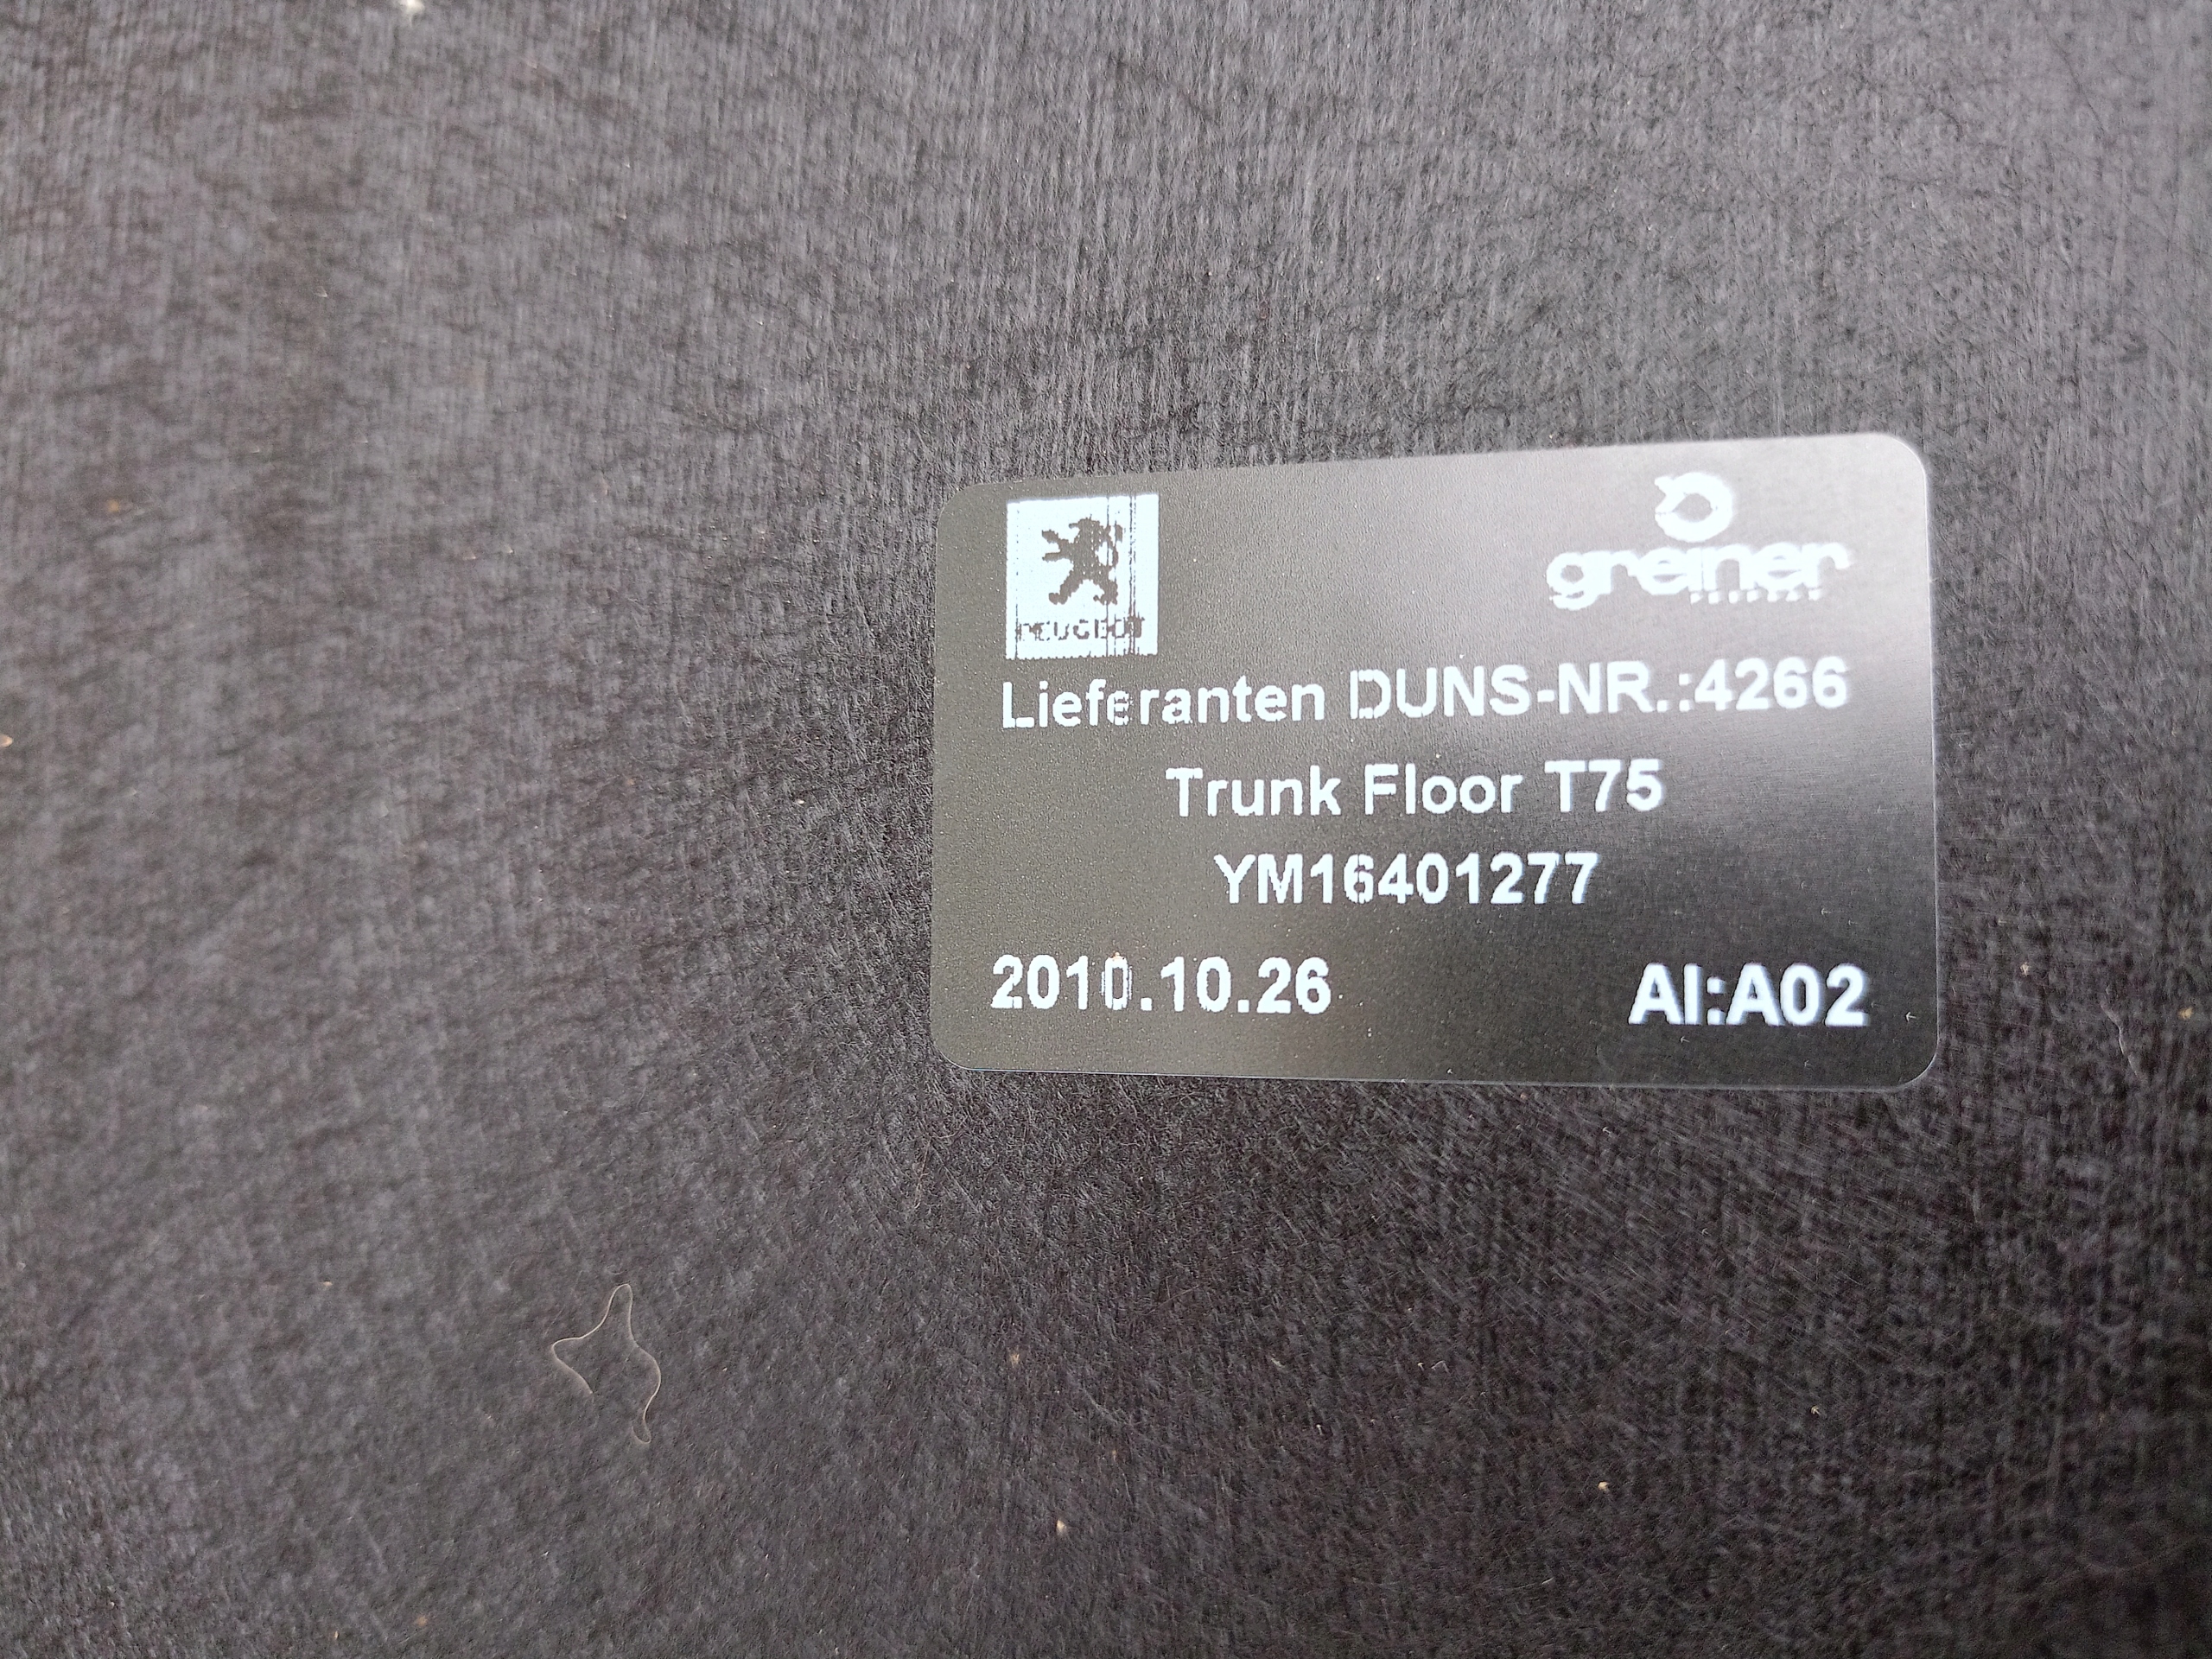 PEUGEOT
greiner
Lieferanten DUNS-NR.:4266
Trunk Floor T75
YM16401277
2010.10.26
AI:A02